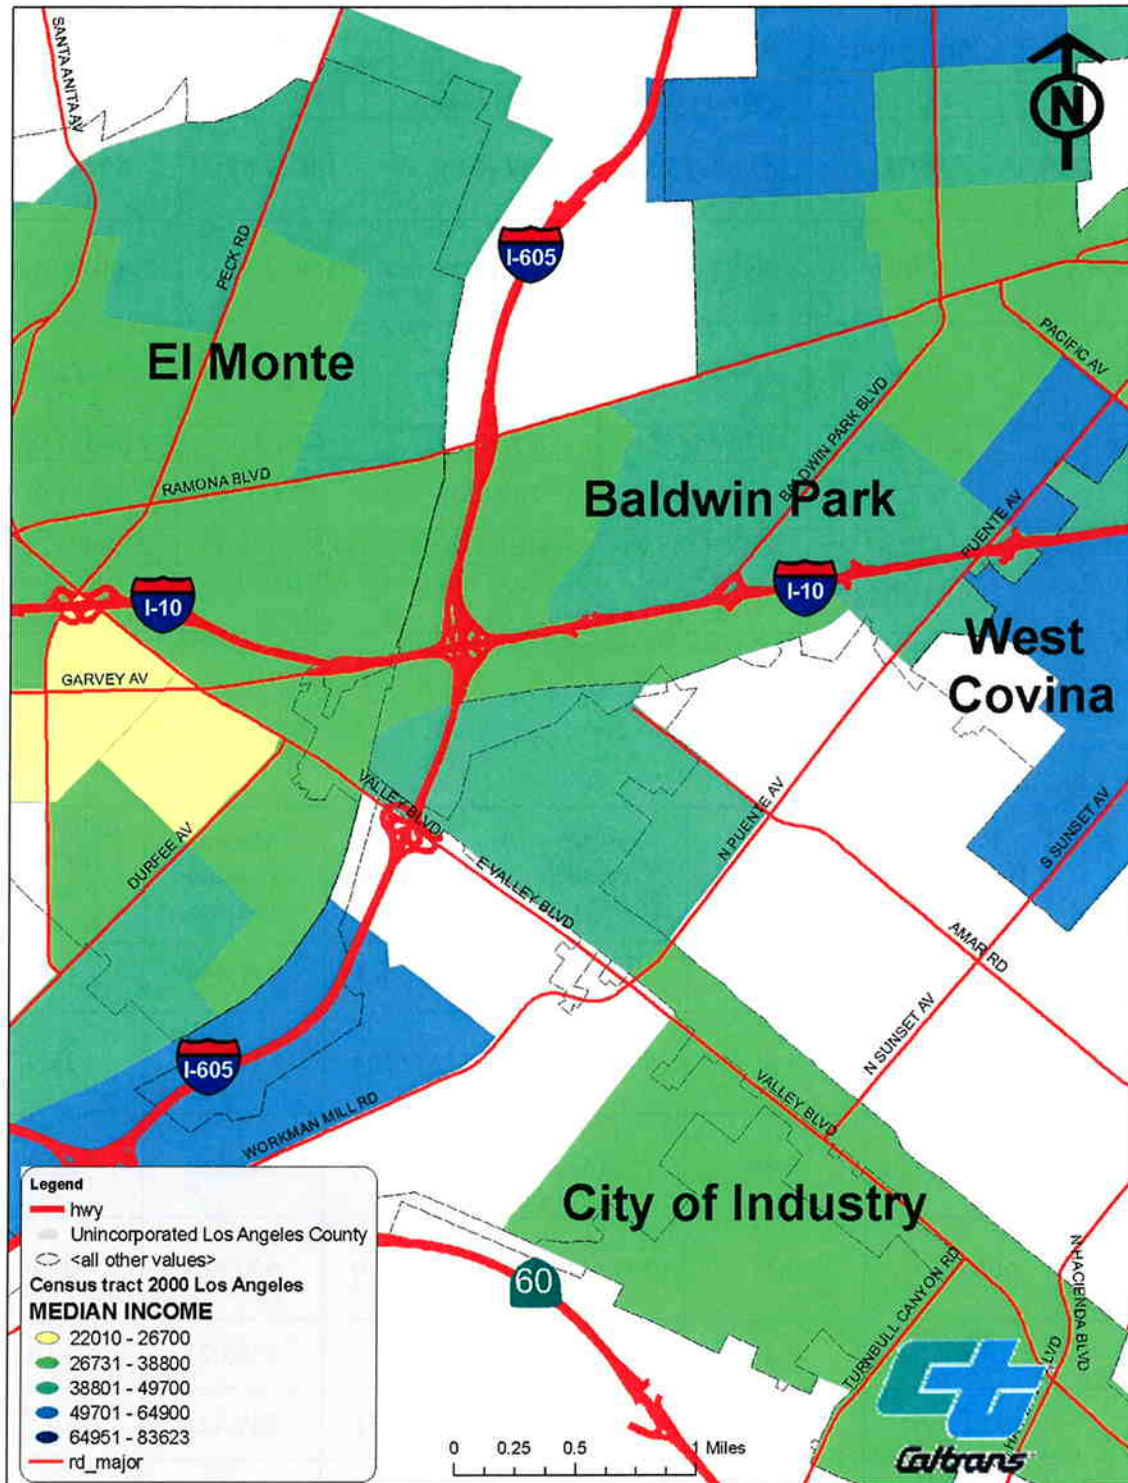 SANTA ANITA AV
N
PECK RD
I-605
El Monte
PACIFIC AV
BALDWIN PARK BLVD
RAMONA BLVD
Baldwin Park
PUENTE AV
I-10
I-10
West
Covina
GARVEY AV
VALLEY BLVD
DURFEE AV
E VALLEY BLVD
N PUENTE AV
S SUNSET AV
AMAR RD
N SUNSET AV
I-605
WORKMAN MILL RD
VALLEY BLVD
City of Industry
60
TURNBULL CANYON RD
N HACIENDA BLVD
LVD
Legend
hwy
Unincorporated Los Angeles County
<all other values>
Census tract 2000 Los Angeles
MEDIAN INCOME
22010 - 26700
26731 - 38800
38801 - 49700
49701 - 64900
64951 - 83623
rd_major
0 0.25 0.5 1 Miles
ct
Caltrans